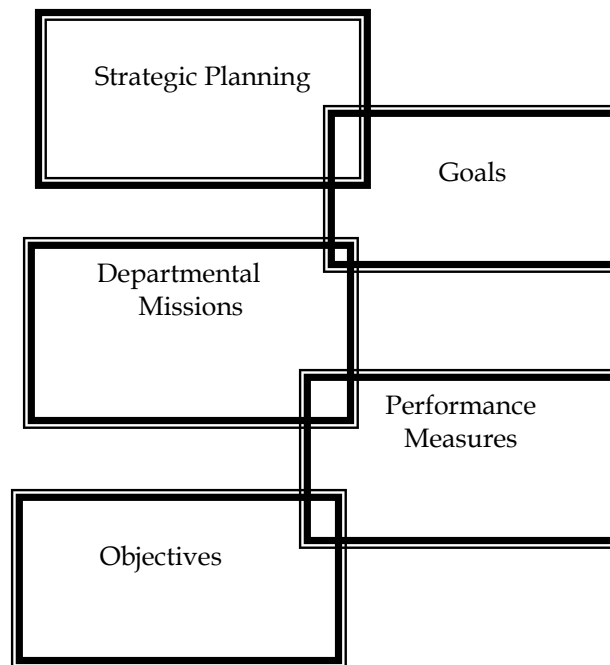 Strategic Planning
Goals
Departmental
Missions
Performance
Measures
Objectives